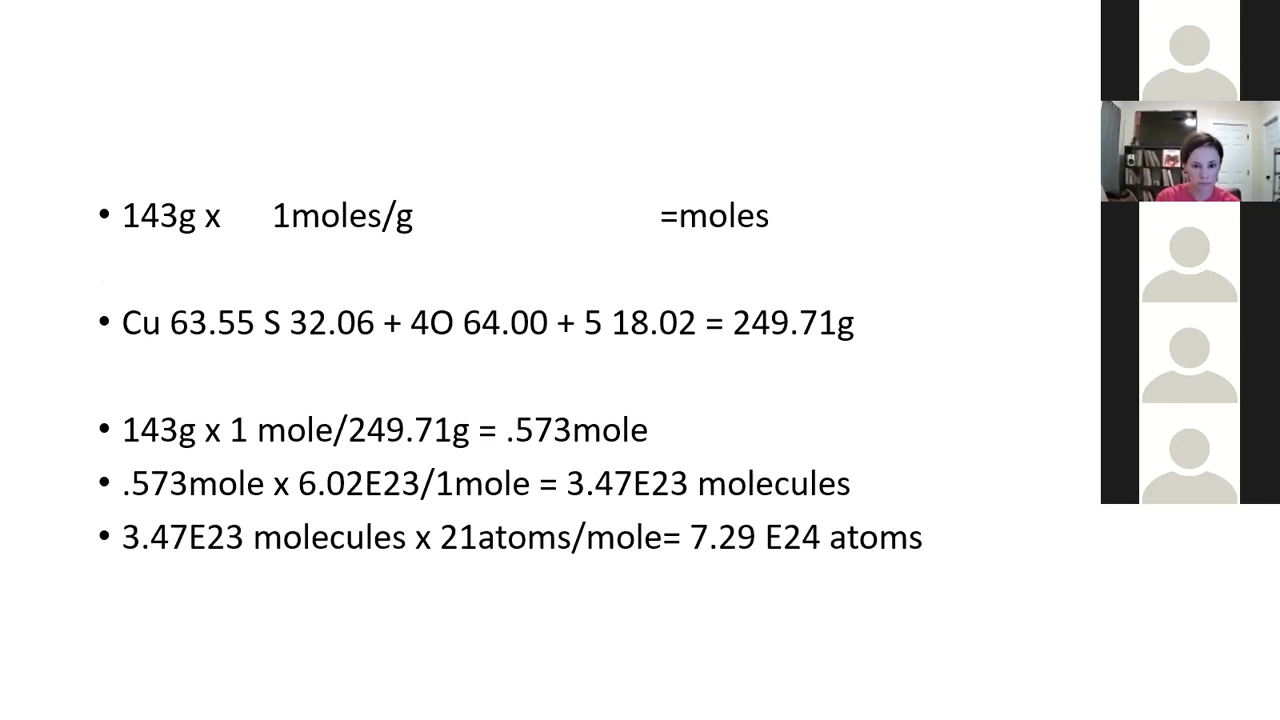 • 143g x 1moles/g =moles
• Cu 63.55 S 32.06 + 4O 64.00 + 5 18.02 = 249.71g
• 143g x 1 mole/249.71g = .573mole
• .573mole x 6.02E23/1mole = 3.47E23 molecules
• 3.47E23 molecules x 21atoms/mole= 7.29 E24 atoms